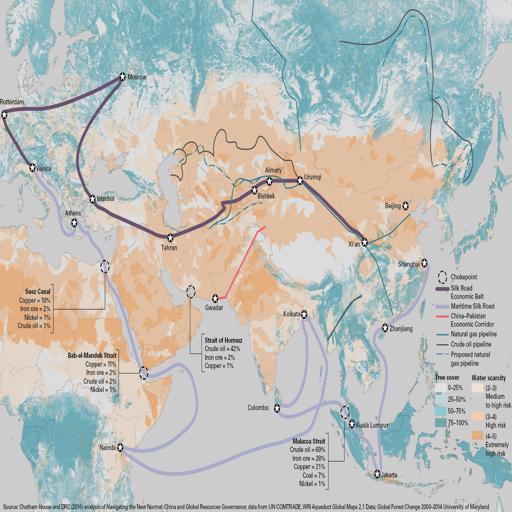 Moscow
Rotterdam
Venice
Athens
Istanbul
Tehran
Almaty
Bishkek
Urumqi
Beijing
Xi'an
Shanghai
Zhanjiang
Gwadar
Kolkata
Colombo
Kuala Lumpur
Jakarta
Nairobi
Suez Canal
Copper = 10%
Iron ore = 2%
Nickel = 1%
Crude oil = 1%
Bab-el-Mandeb Strait
Copper = 11%
Iron ore = 2%
Crude oil = 2%
Nickel = 1%
Strait of Hormuz
Crude oil = 42%
Iron ore = 2%
Copper = 1%
Malacca Strait
Crude oil = 69%
Iron ore = 28%
Copper = 21%
Coal = 7%
Nickel = 1%
Chokepoint
Silk Road
Economic Belt
Maritime Silk Road
China–Pakistan
Economic Corridor
Natural gas pipeline
Crude oil pipeline
Proposed natural
gas pipeline
Tree cover
0–25%
25–50%
50–75%
75–100%
Water scarcity
(2–3)
Medium
to high risk
(3–4)
High risk
(4–5)
Extremely
high risk
Source: Chatham House and DRC (2016) analysis of Navigating the New Normal: China and Global Resources Governance; data from UN COMTRADE, WRI Aqueduct Global Maps 2.1 Data; Global Forest Change 2000–2014 University of Maryland